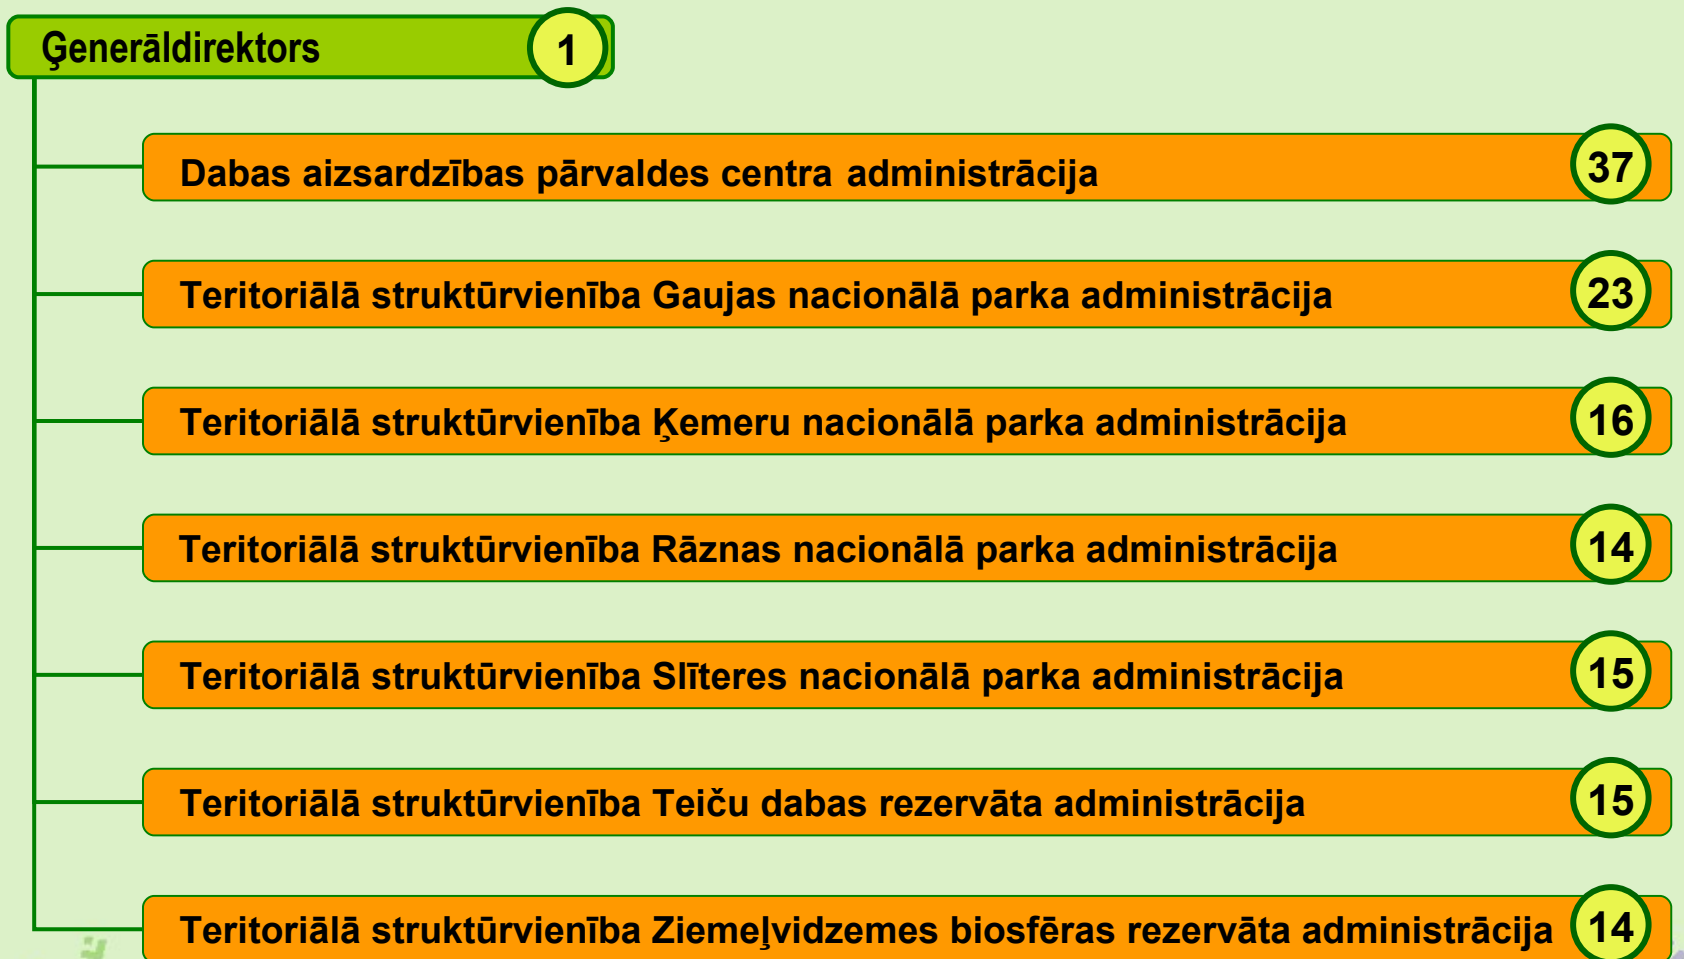 Ģenerāldirektors 1
Dabas aizsardzības pārvaldes centra administrācija 37
Teritoriālā struktūrvienība Gaujas nacionālā parka administrācija 23
Teritoriālā struktūrvienība Ķemeru nacionālā parka administrācija 16
Teritoriālā struktūrvienība Rāznas nacionālā parka administrācija 14
Teritoriālā struktūrvienība Slīteres nacionālā parka administrācija 15
Teritoriālā struktūrvienība Teiču dabas rezervāta administrācija 15
Teritoriālā struktūrvienība Ziemeļvidzemes biosfēras rezervāta administrācija 14